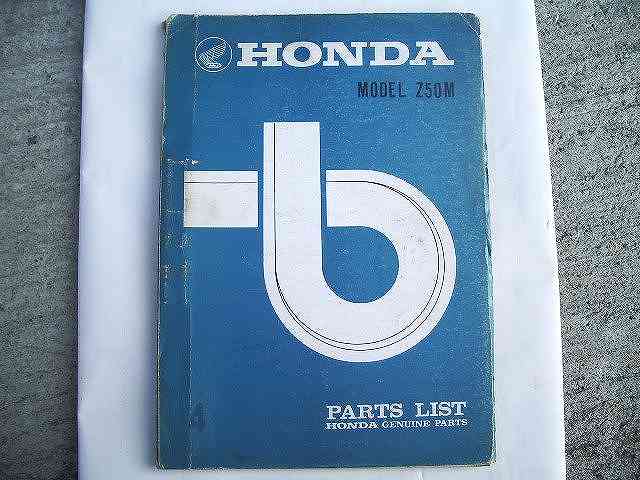 HONDA
MODEL Z50M
PARTS LIST
HONDA GENUINE PARTS